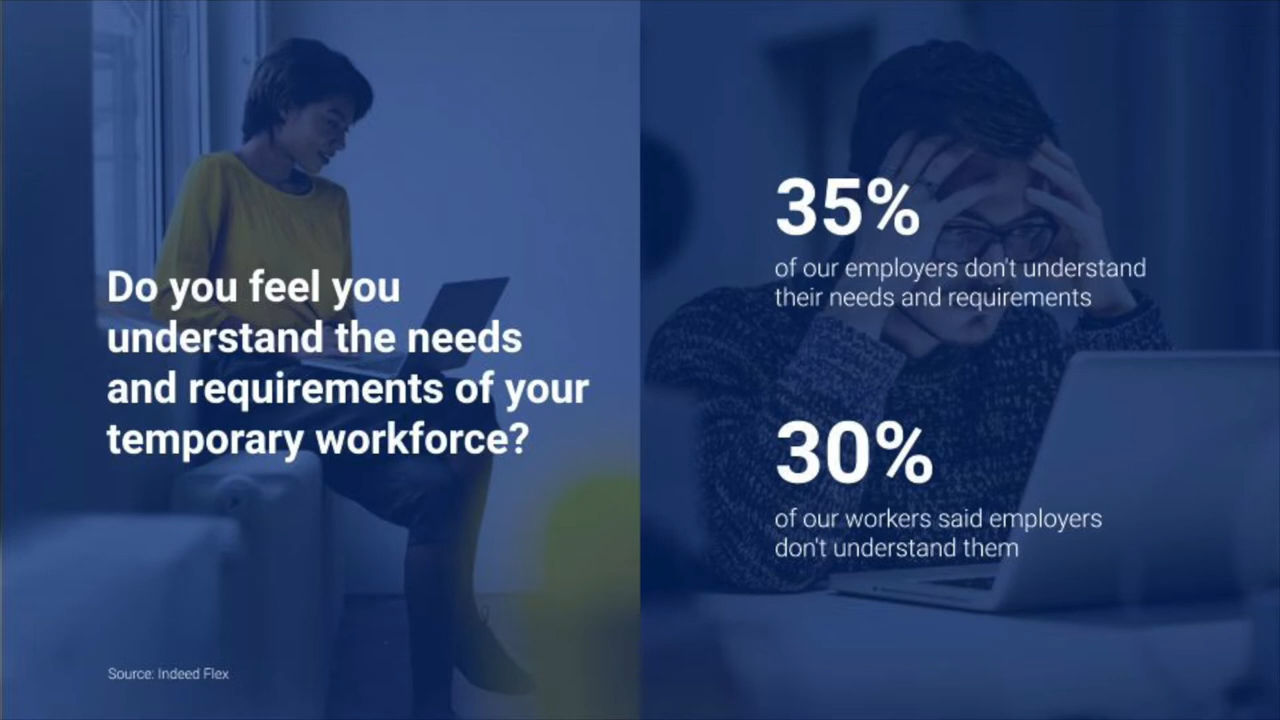 Do you feel you
understand the needs
and requirements of your
temporary workforce?
Source: Indeed Flex
35%
of our employers don't understand
their needs and requirements
30%
of our workers said employers
don't understand them